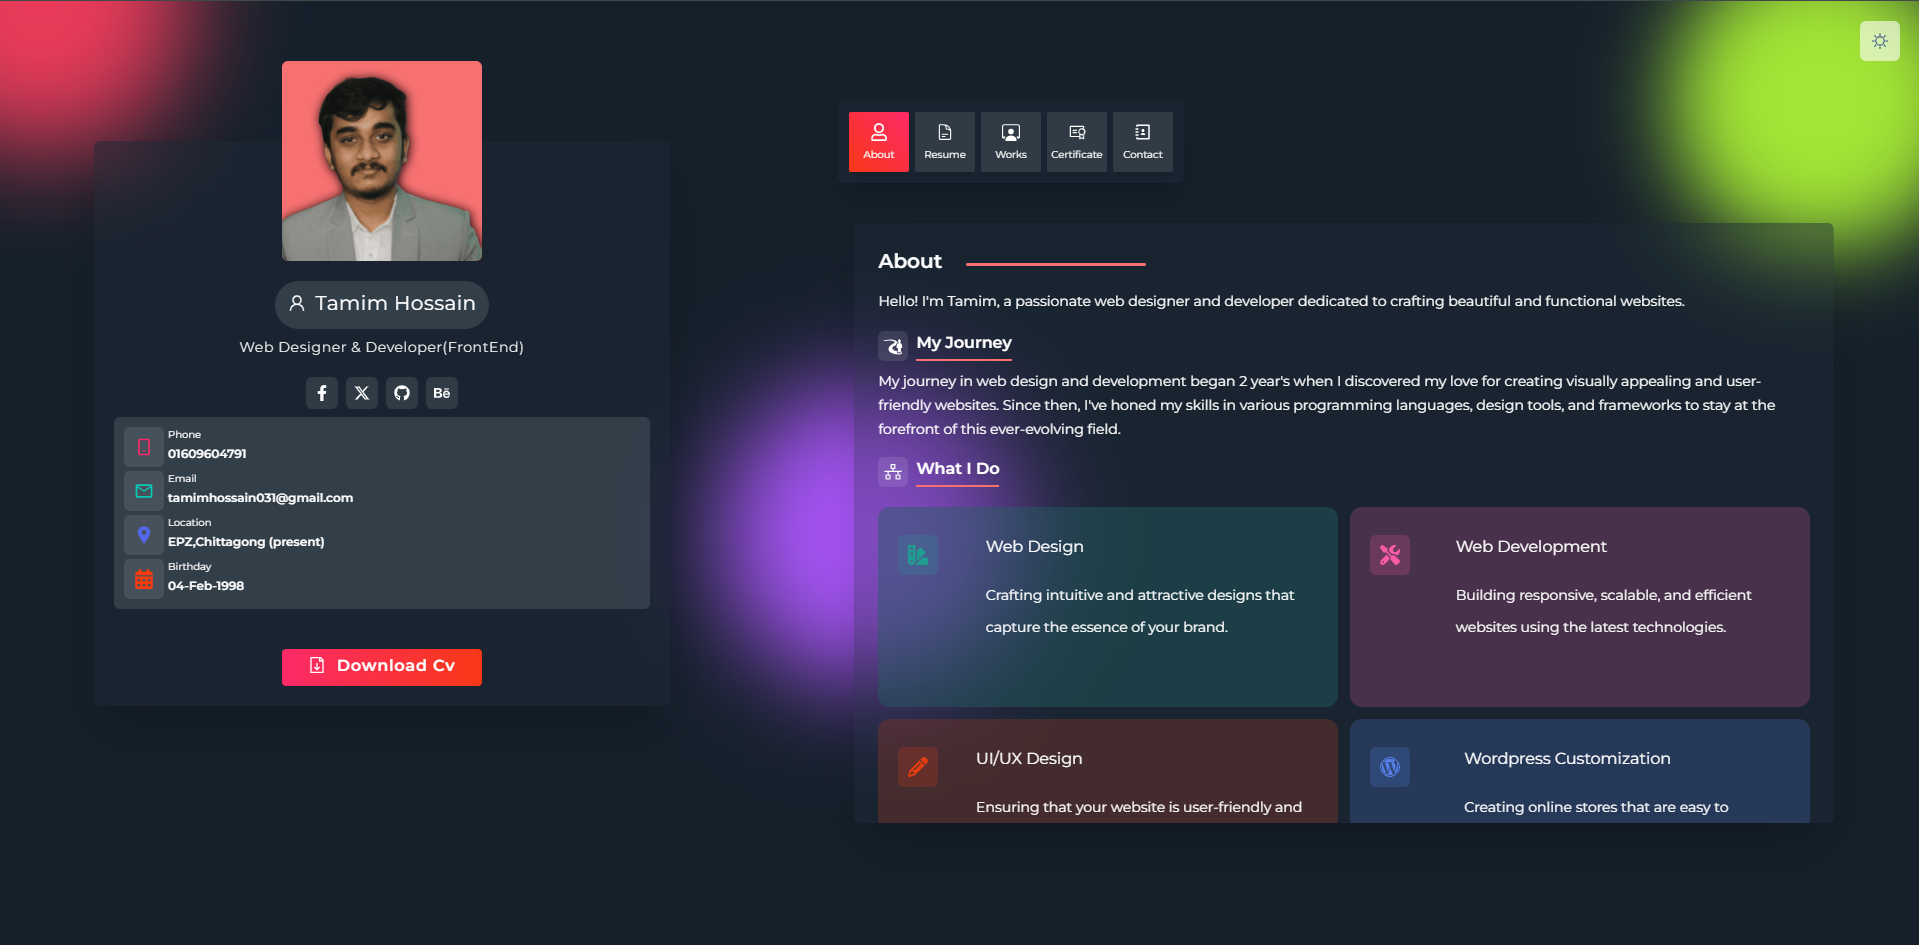 Tamim Hossain
Web Designer & Developer(FrontEnd)
Bē
Phone
01609604791
Email
tamimhossain031@gmail.com
Location
EPZ,Chittagong (present)
Birthday
04-Feb-1998
Download Cv
About
Resume
Works
Certificate
Contact
About
Hello! I'm Tamim, a passionate web designer and developer dedicated to crafting beautiful and functional websites.
My Journey
My journey in web design and development began 2 year's when I discovered my love for creating visually appealing and user-
friendly websites. Since then, I've honed my skills in various programming languages, design tools, and frameworks to stay at the
forefront of this ever-evolving field.
What I Do
Web Design
Crafting intuitive and attractive designs that
capture the essence of your brand.
Web Development
Building responsive, scalable, and efficient
websites using the latest technologies.
UI/UX Design
Ensuring that your website is user-friendly and
Wordpress Customization
Creating online stores that are easy to